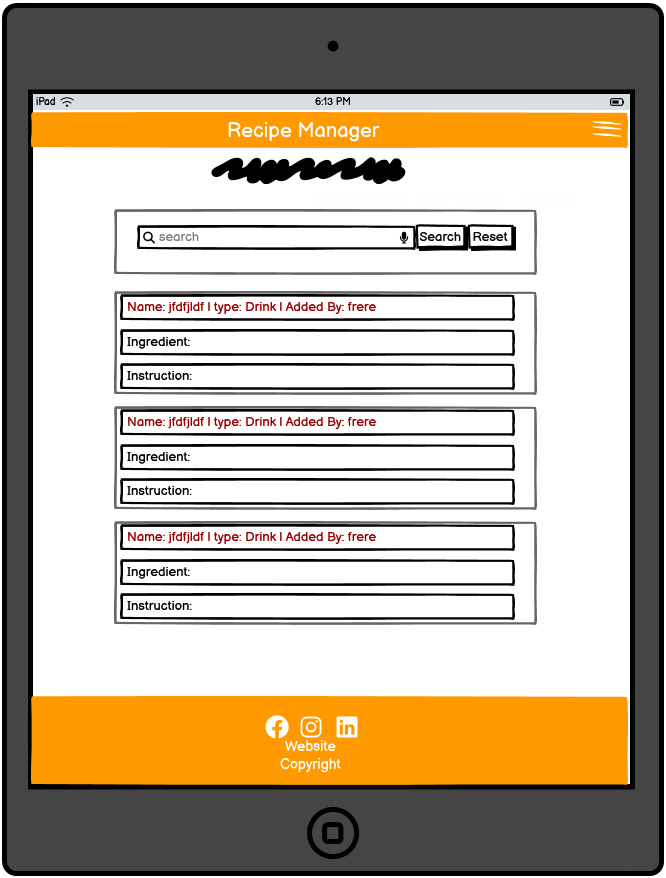 iPad 6:13 PM
Recipe Manager
search Search Reset
Name: jfdfjldf | type: Drink | Added By: frere
Ingredient:
Instruction:
Name: jfdfjldf | type: Drink | Added By: frere
Ingredient:
Instruction:
Name: jfdfjldf | type: Drink | Added By: frere
Ingredient:
Instruction:
Website
Copyright